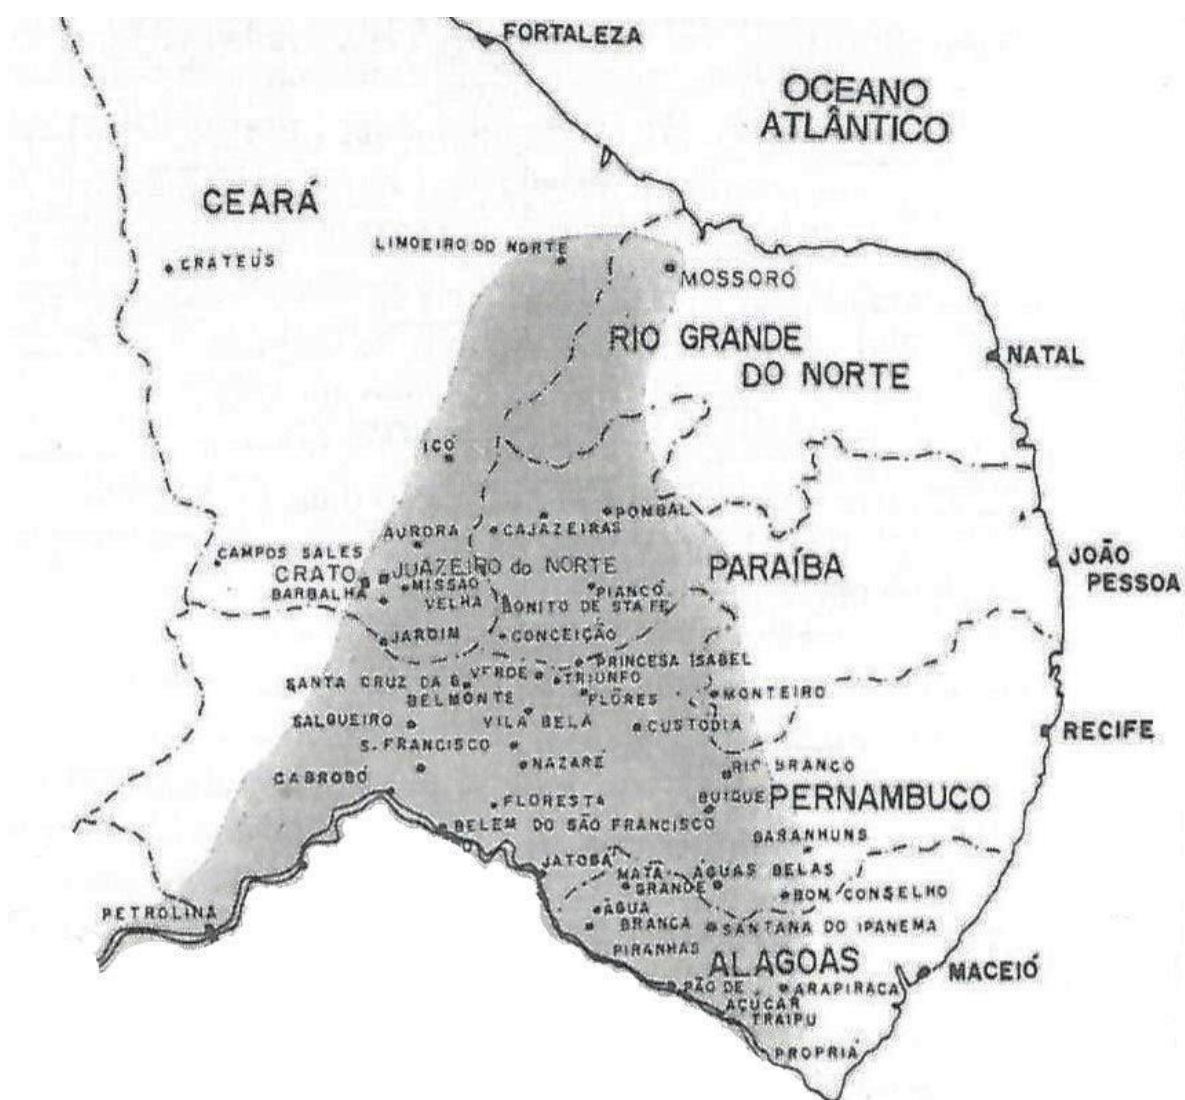 FORTALEZA
OCEANO
ATLÂNTICO
CEARÁ
LIMOEIRO DO NORTE
CRATEÚS
MOSSORÓ
RIO GRANDE
DO NORTE
NATAL
ICÓ
POMBAL
AURORA
CAJAZEIRAS
CAMPOS SALES
JUAZEIRO do NORTE
PARAÍBA
JOÃO
PESSOA
CRATO
MISSÃO
VELHA
PIANCÓ
BARBALHA
BONITO DE STA FÉ
JARDIM
CONCEIÇÃO
PRINCESA ISABEL
SANTA CRUZ DA B. VERDE
TRIUNFO
BELMONTE
FLORES
MONTEIRO
SALGUEIRO
VILA BELA
CUSTÓDIA
RECIFE
S. FRANCISCO
NAZARÉ
RIO BRANCO
CABROBÓ
FLORESTA
BUIQUE
PERNAMBUCO
BELEM DO SÃO FRANCISCO
GARANHUNS
JATOBÁ
MATA
GRANDE
ÁGUAS BELAS
BOM CONSELHO
PETROLINA
ÁGUA
BRANCA
SANTANA DO IPANEMA
PIRANHAS
ALAGOAS
MACEIÓ
PÃO DE
AÇÚCAR
ARAPIRACA
TRAIPU
PROPRIÁ